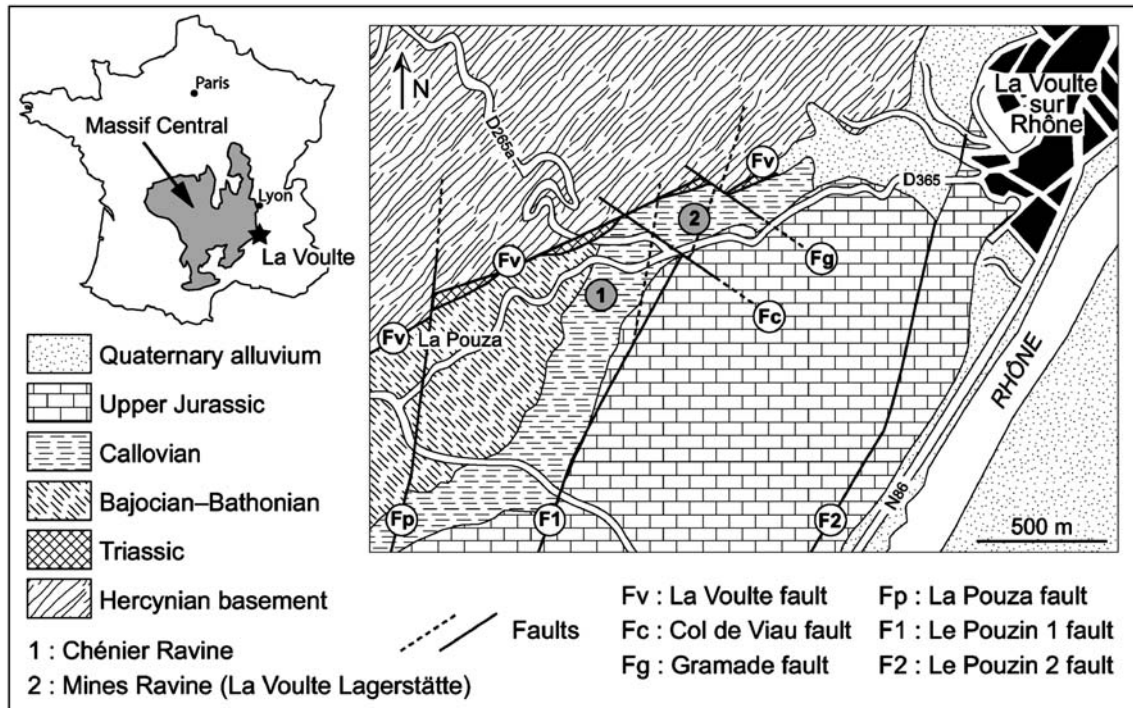 Paris
Massif Central
Lyon
La Voulte
N
D265a
La Voulte
sur
Rhône
Fv
D365
2
Fv
Fg
1
Fc
Fv
La Pouza
RHÔNE
N86
Fp
F1
F2
500 m
Quaternary alluvium
Upper Jurassic
Callovian
Bajocian–Bathonian
Triassic
Hercynian basement
1 : Chénier Ravine
2 : Mines Ravine (La Voulte Lagerstätte)
Faults
Fv : La Voulte fault
Fc : Col de Viau fault
Fg : Gramade fault
Fp : La Pouza fault
F1 : Le Pouzin 1 fault
F2 : Le Pouzin 2 fault